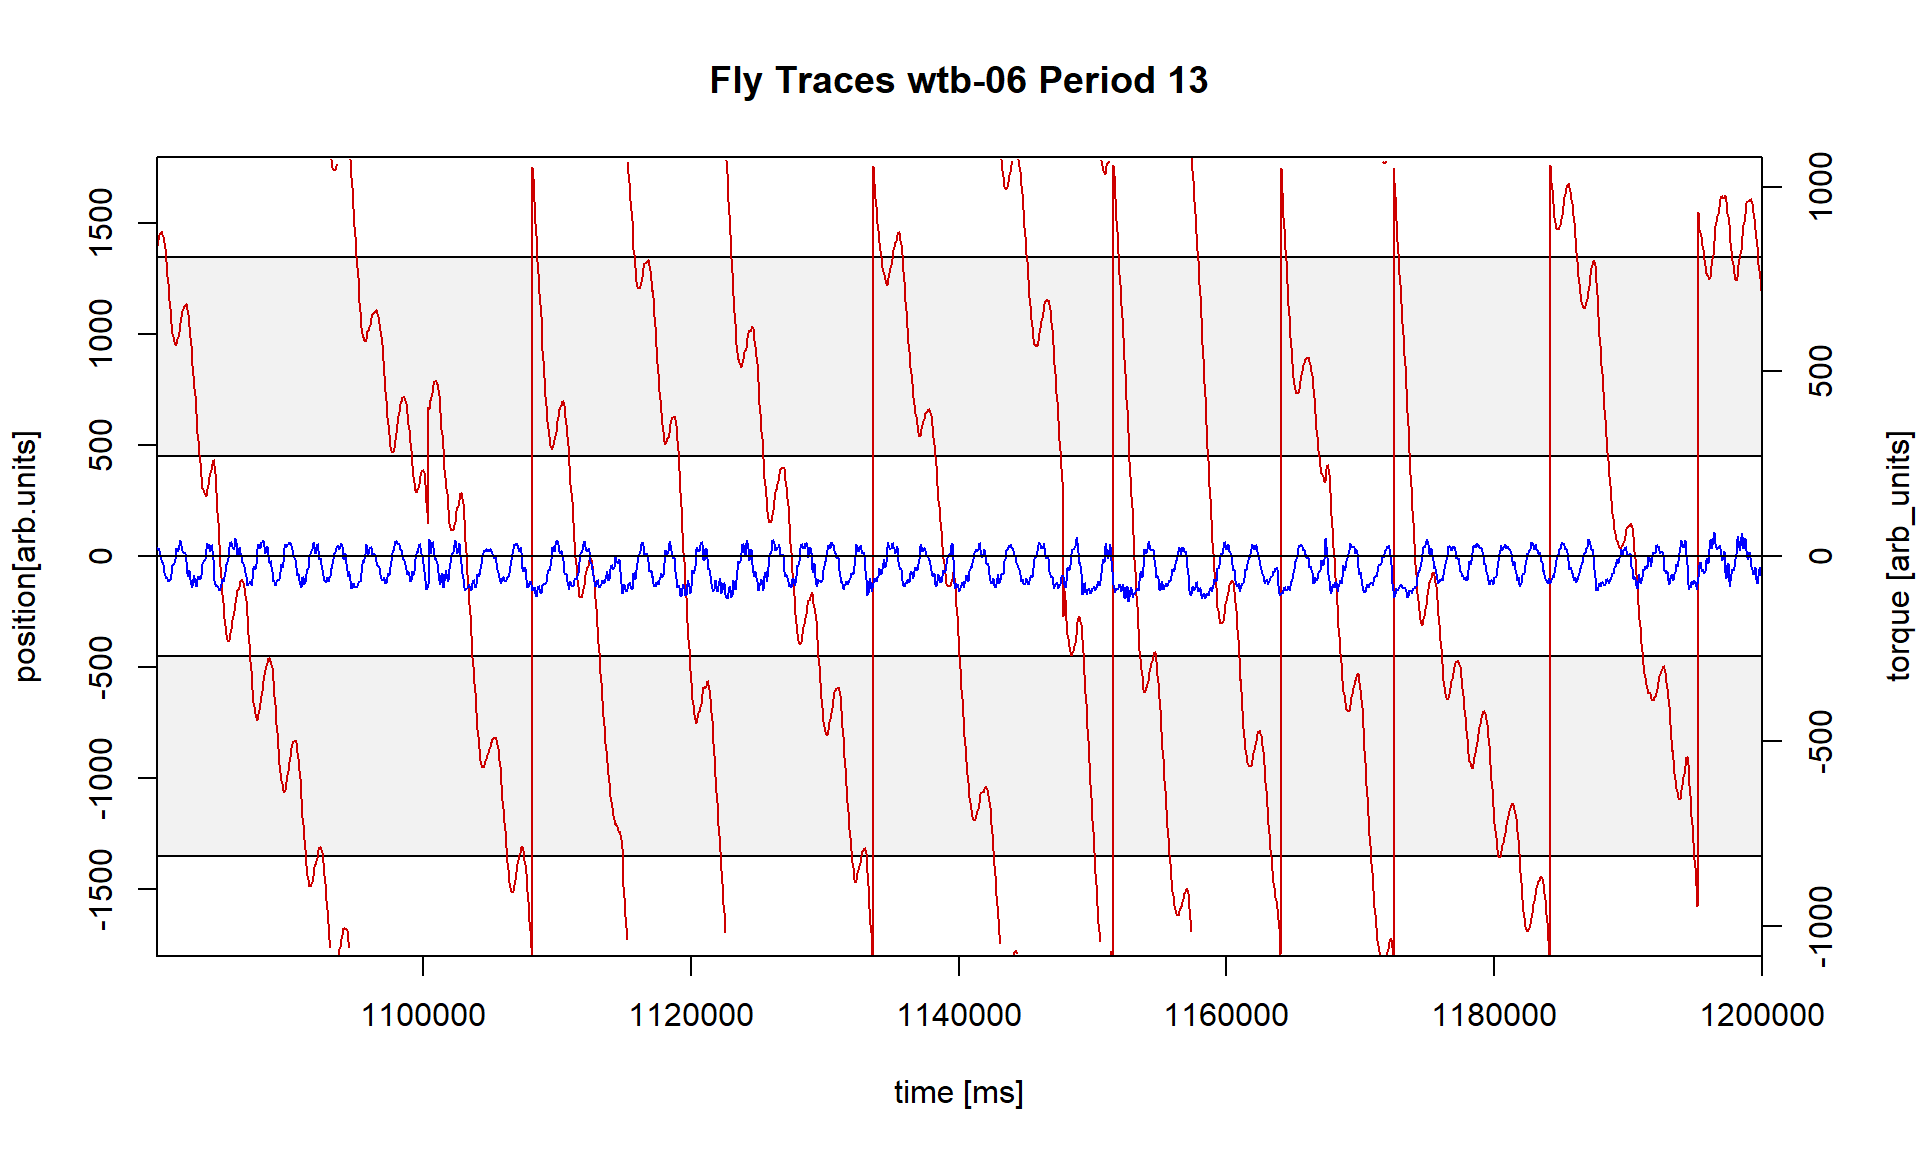 Fly Traces wtb-06 Period 13
position[arb.units]
1500
1000
500
0
-500
-1000
-1500
1000
500
0
-500
-1000
torque [arb_units]
1100000 1120000 1140000 1160000 1180000 1200000
time [ms]